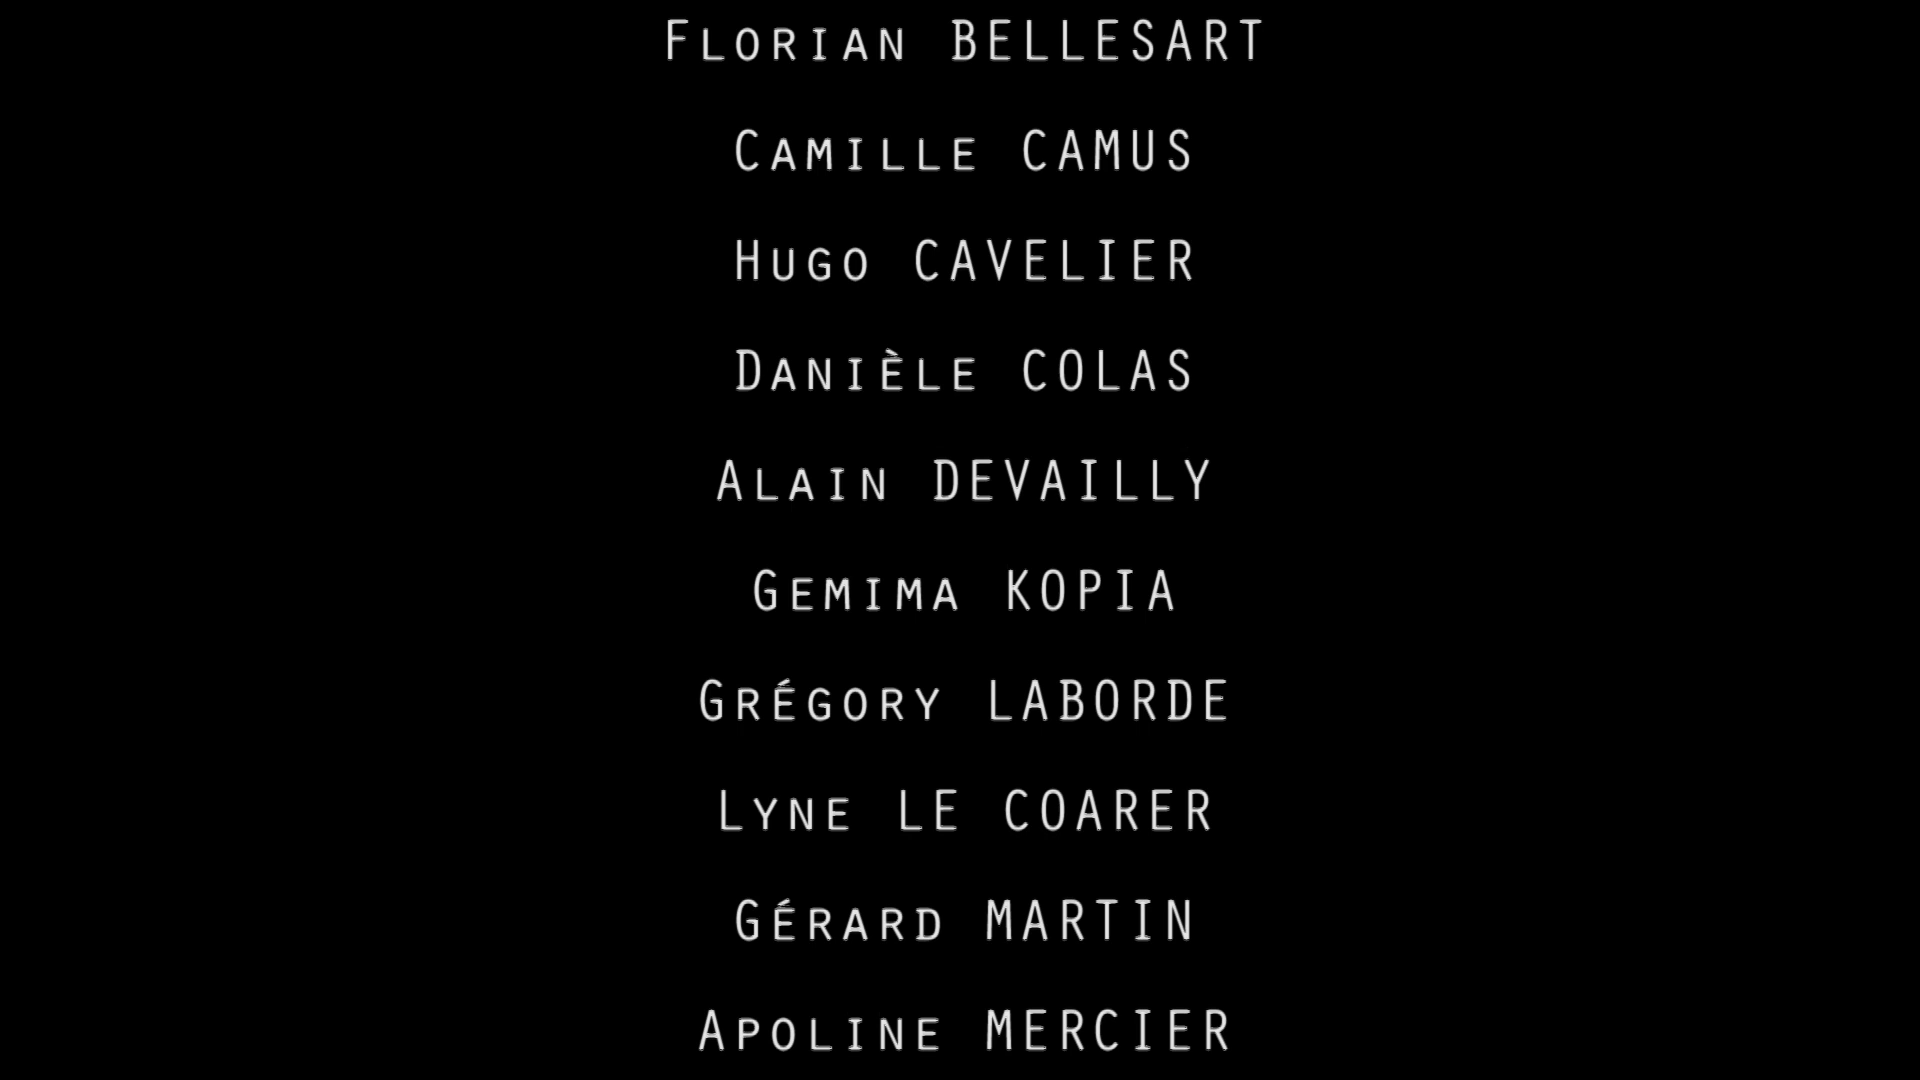 Florian BELLESART
Camille CAMUS
Hugo CAVELIER
Danièle COLAS
Alain DEVAILLY
Gemima KOPIA
Grégory LABORDE
Lyne LE COARER
Gérard MARTIN
Apoline MERCIER